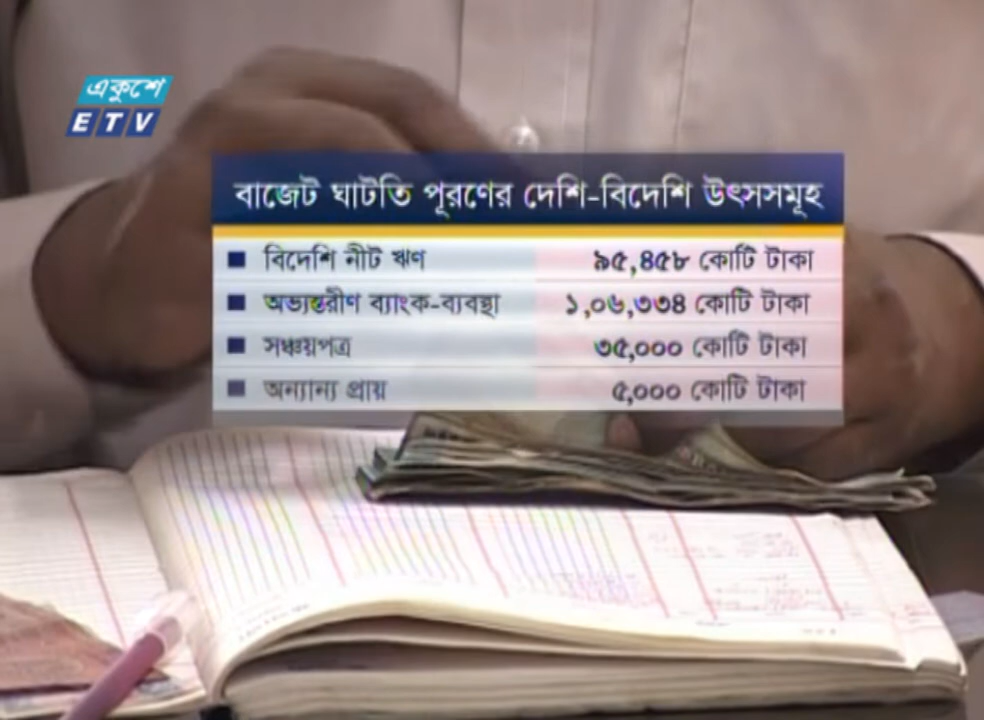 একুশে
ETV
বাজেট ঘাটতি পূরণের দেশি-বিদেশি উৎসসমূহ
বিদেশি নীট ঋণ ৯৫,৪৫৮ কোটি টাকা
অভ্যন্তরীণ ব্যাংক-ব্যবস্থা ১,০৬,৩৩৪ কোটি টাকা
সঞ্চয়পত্র ৩৫,০০০ কোটি টাকা
অন্যান্য প্রায় ৫,০০০ কোটি টাকা